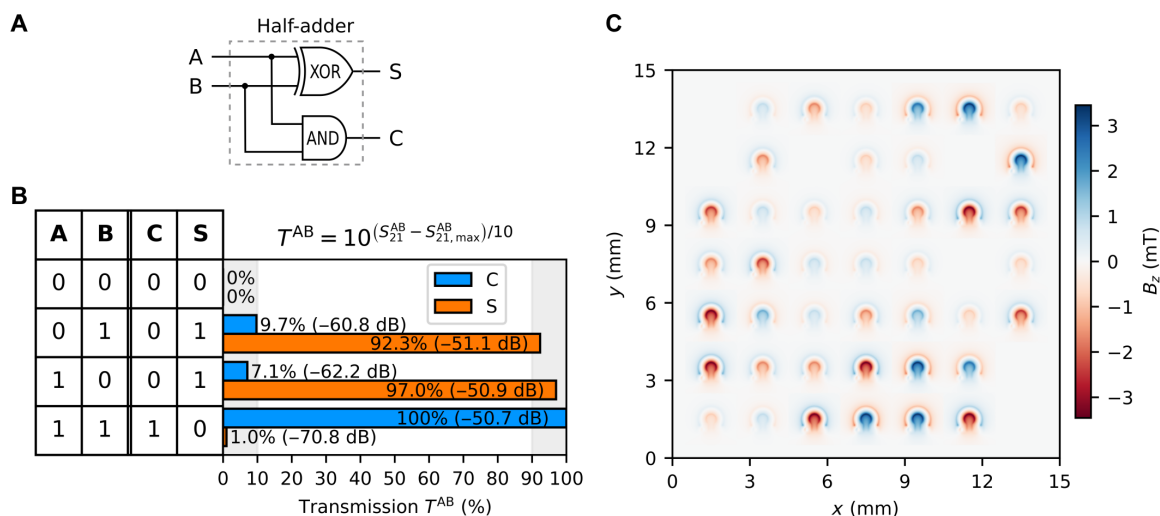 A
Half-adder
A
XOR
S
B
AND
C
B
A B C S
0 0 0 0
0 1 0 1
1 0 0 1
1 1 1 0
T^AB = 10^(S_21^AB – S_21,max^AB)/10
C
S
0%
0%
9.7% (–60.8 dB)
92.3% (–51.1 dB)
7.1% (–62.2 dB)
97.0% (–50.9 dB)
100% (–50.7 dB)
1.0% (–70.8 dB)
0 10 20 30 40 50 60 70 80 90 100
Transmission T^AB (%)
C
15
12
9
6
3
0
y (mm)
0 3 6 9 12 15
x (mm)
3
2
1
0
−1
−2
−3
B_z (mT)